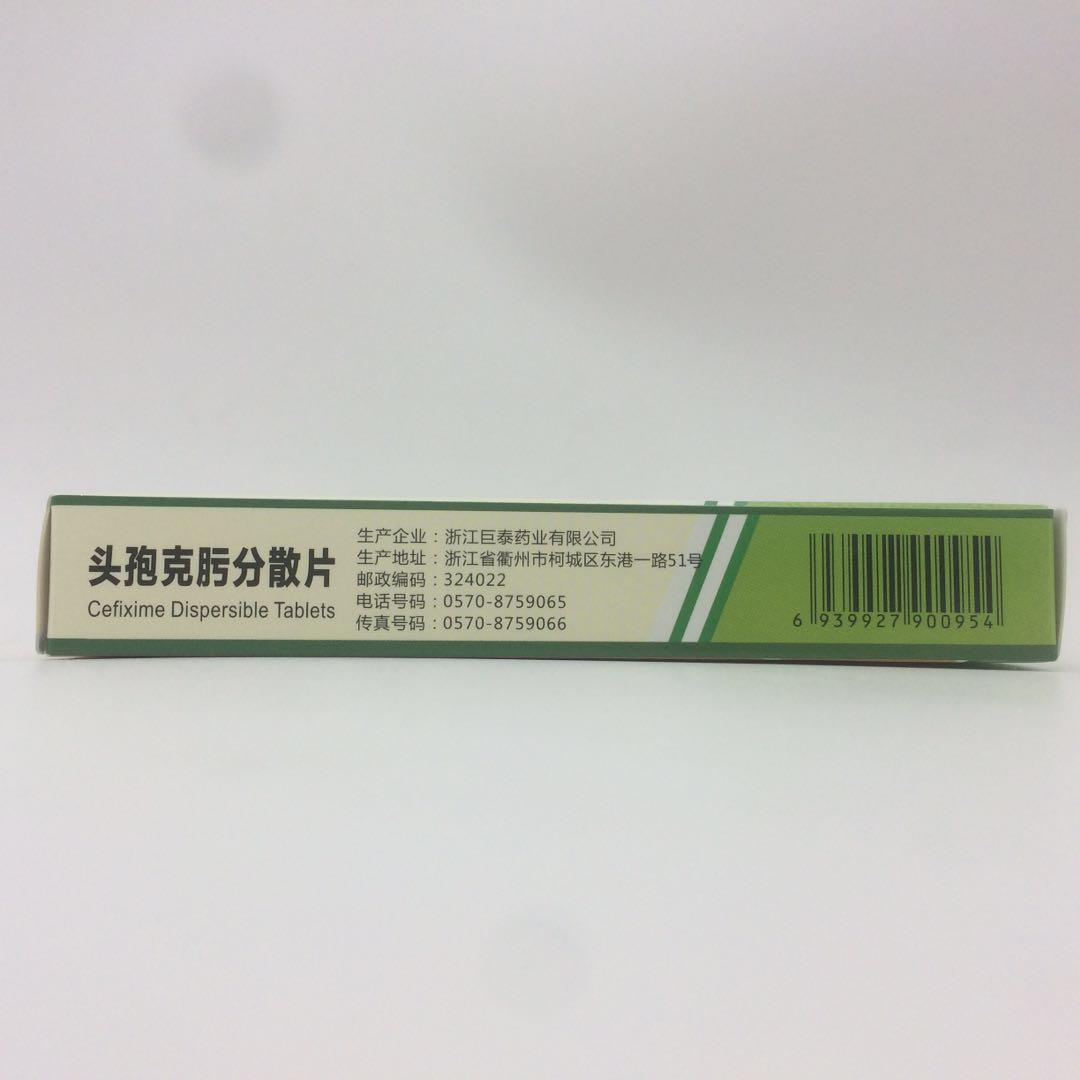 头孢克肟分散片
Cefixime Dispersible Tablets
生产企业：浙江巨泰药业有限公司
生产地址：浙江省衢州市柯城区东港一路51号
邮政编码：324022
电话号码：0570-8759065
传真号码：0570-8759066
6 939927 900954